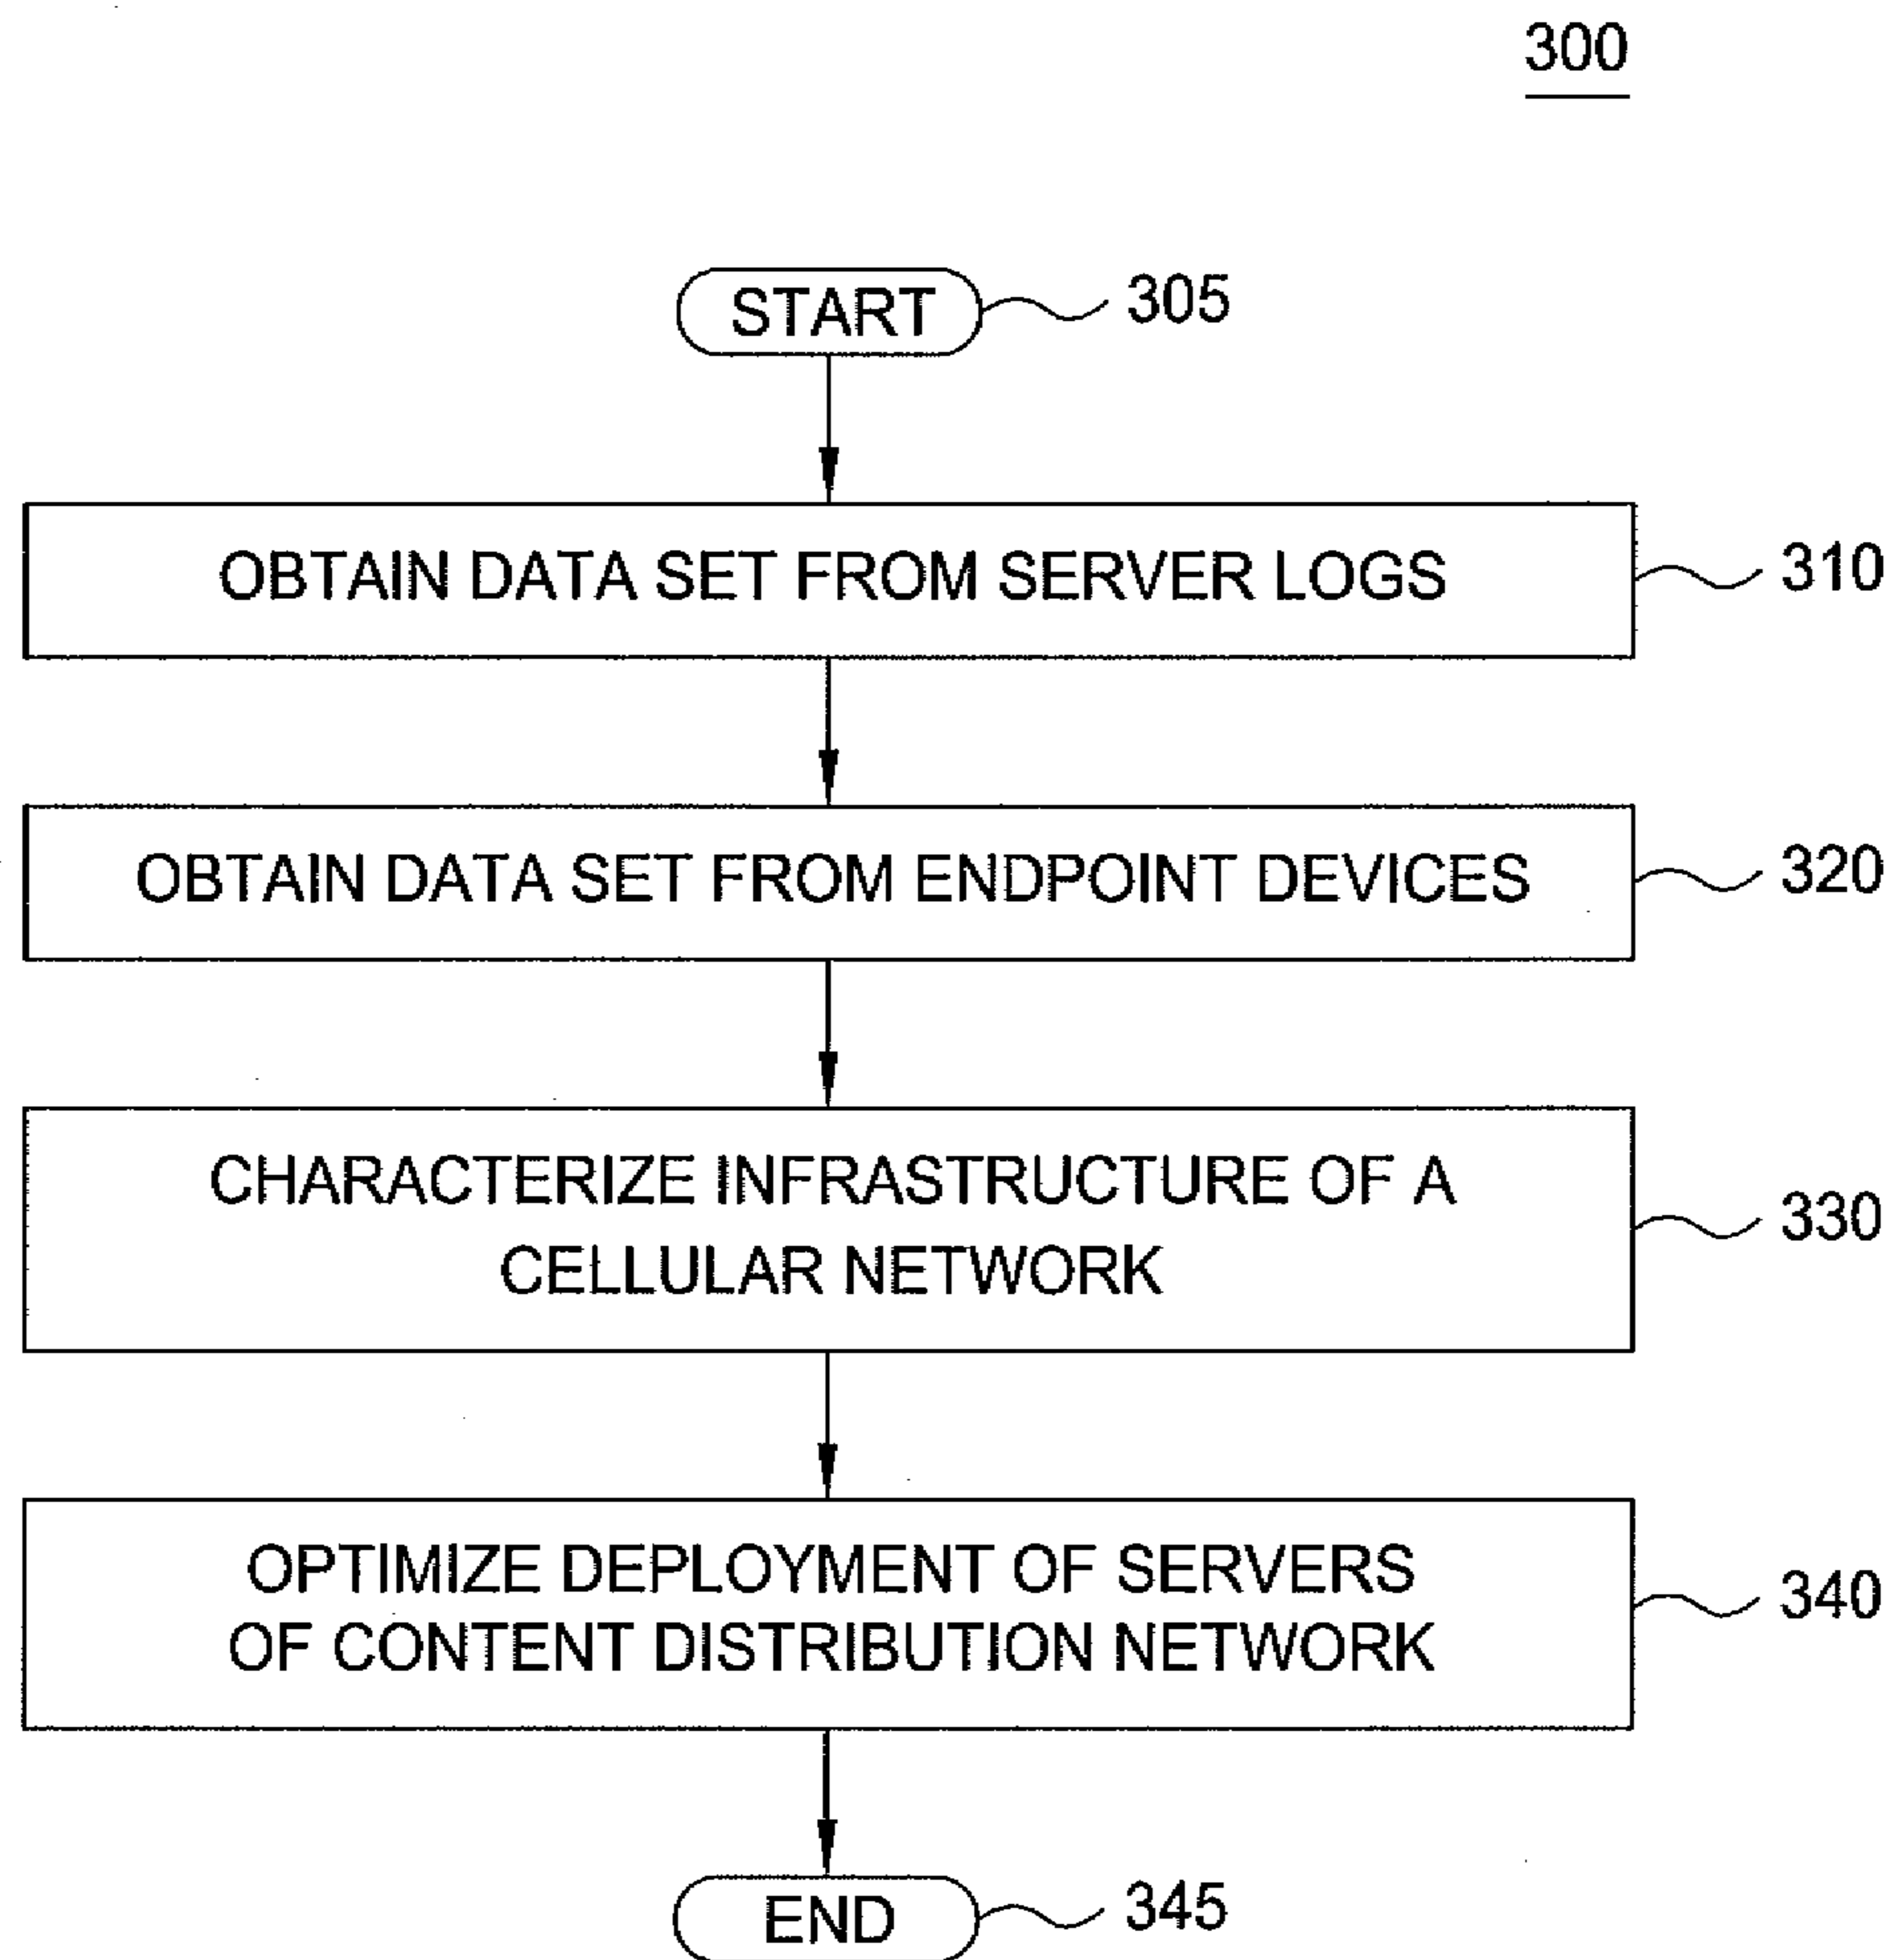 300
START
305
OBTAIN DATA SET FROM SERVER LOGS
310
OBTAIN DATA SET FROM ENDPOINT DEVICES
320
CHARACTERIZE INFRASTRUCTURE OF A
CELLULAR NETWORK
330
OPTIMIZE DEPLOYMENT OF SERVERS
OF CONTENT DISTRIBUTION NETWORK
340
END
345